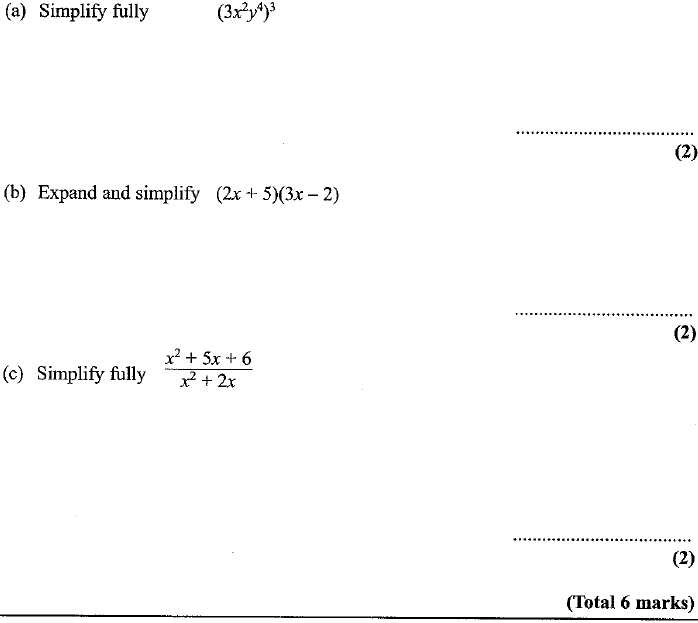 (a) Simplify fully (3x²y⁴)³
(2)
(b) Expand and simplify (2x + 5)(3x – 2)
(2)
(c) Simplify fully x² + 5x + 6
x² + 2x
(2)
(Total 6 marks)